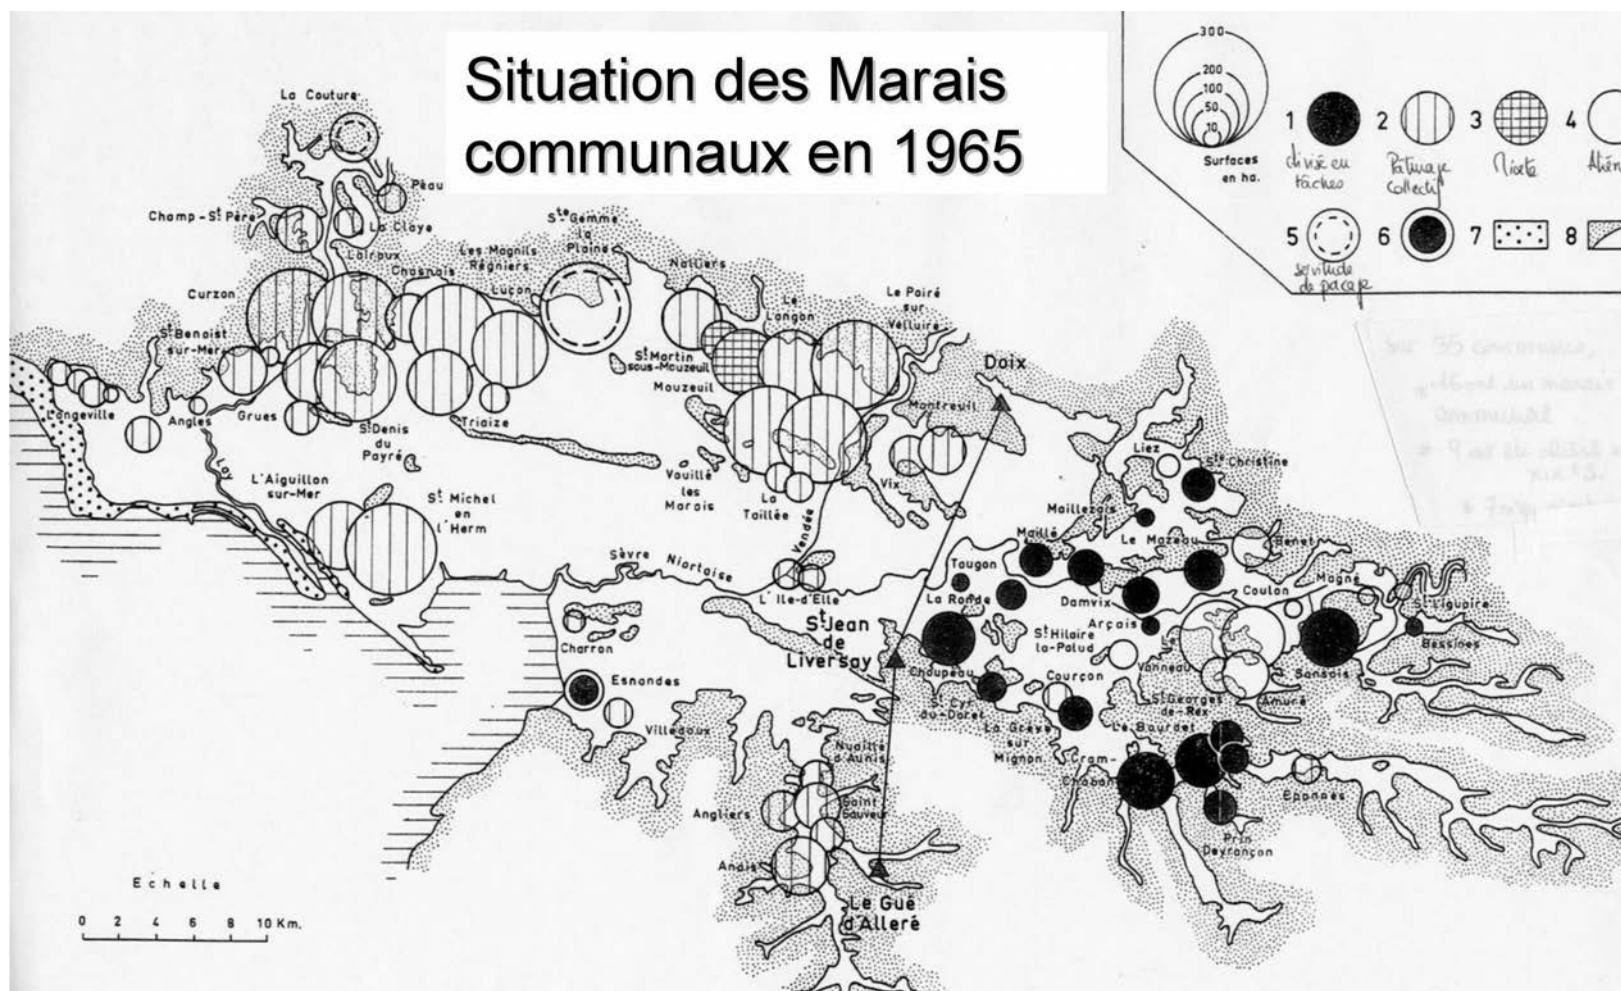 Situation des Marais
communaux en 1965
300
200
100
50
10
Surfaces
en ha.
1
divisé en
tâches
2
Pâturage
collectif
3
Mixte
4
5
servitude
de pacage
6
7
8
La Couture
Péau
Champ-St Père
La Claye
Ste Gemme
la
Plaine
Lairoux
Chasnais
Les Magnils
Régniers
Luçon
Nalliers
Curzon
Le
Langon
Le Poiré
sur
Velluire
St Benoist
sur-Mer
St Martin
sous-Mouzeuil
Mouzeuil
Doix
Montreuil
Longeville
Angles
Grues
St Denis
du
Payré
Triaize
Liez
Ste Christine
L'Aiguillon
sur-Mer
Lay
St Michel
en
l'Herm
Vouillé
les
Marais
La
Taillée
Vix
Maillezais
Vendée
Maillé
Le Mazeau
Benet
Sèvre
Niortaise
Taugon
Magné
L'Ile-d'Elle
La Ronde
Damvix
Coulon
St Liguaire
Charron
St Jean
de
Liversay
St Hilaire
la-Palud
Arçais
Le
Vanneau
Bessines
Sansais
Esnandes
Choupeau
Courçon
St Georges
de-Rex
Amuré
Villedoux
St Cyr
du-Doret
La Grève
sur
Mignon
Le Bourdet
Nuaillé
d'Aunis
Cram-
Chaban
Epannes
Angliers
Saint
Sauveur
Prin
Deyrançon
Andis
Le Gué
d'Alleré
Echelle
0 2 4 6 8 10 Km.